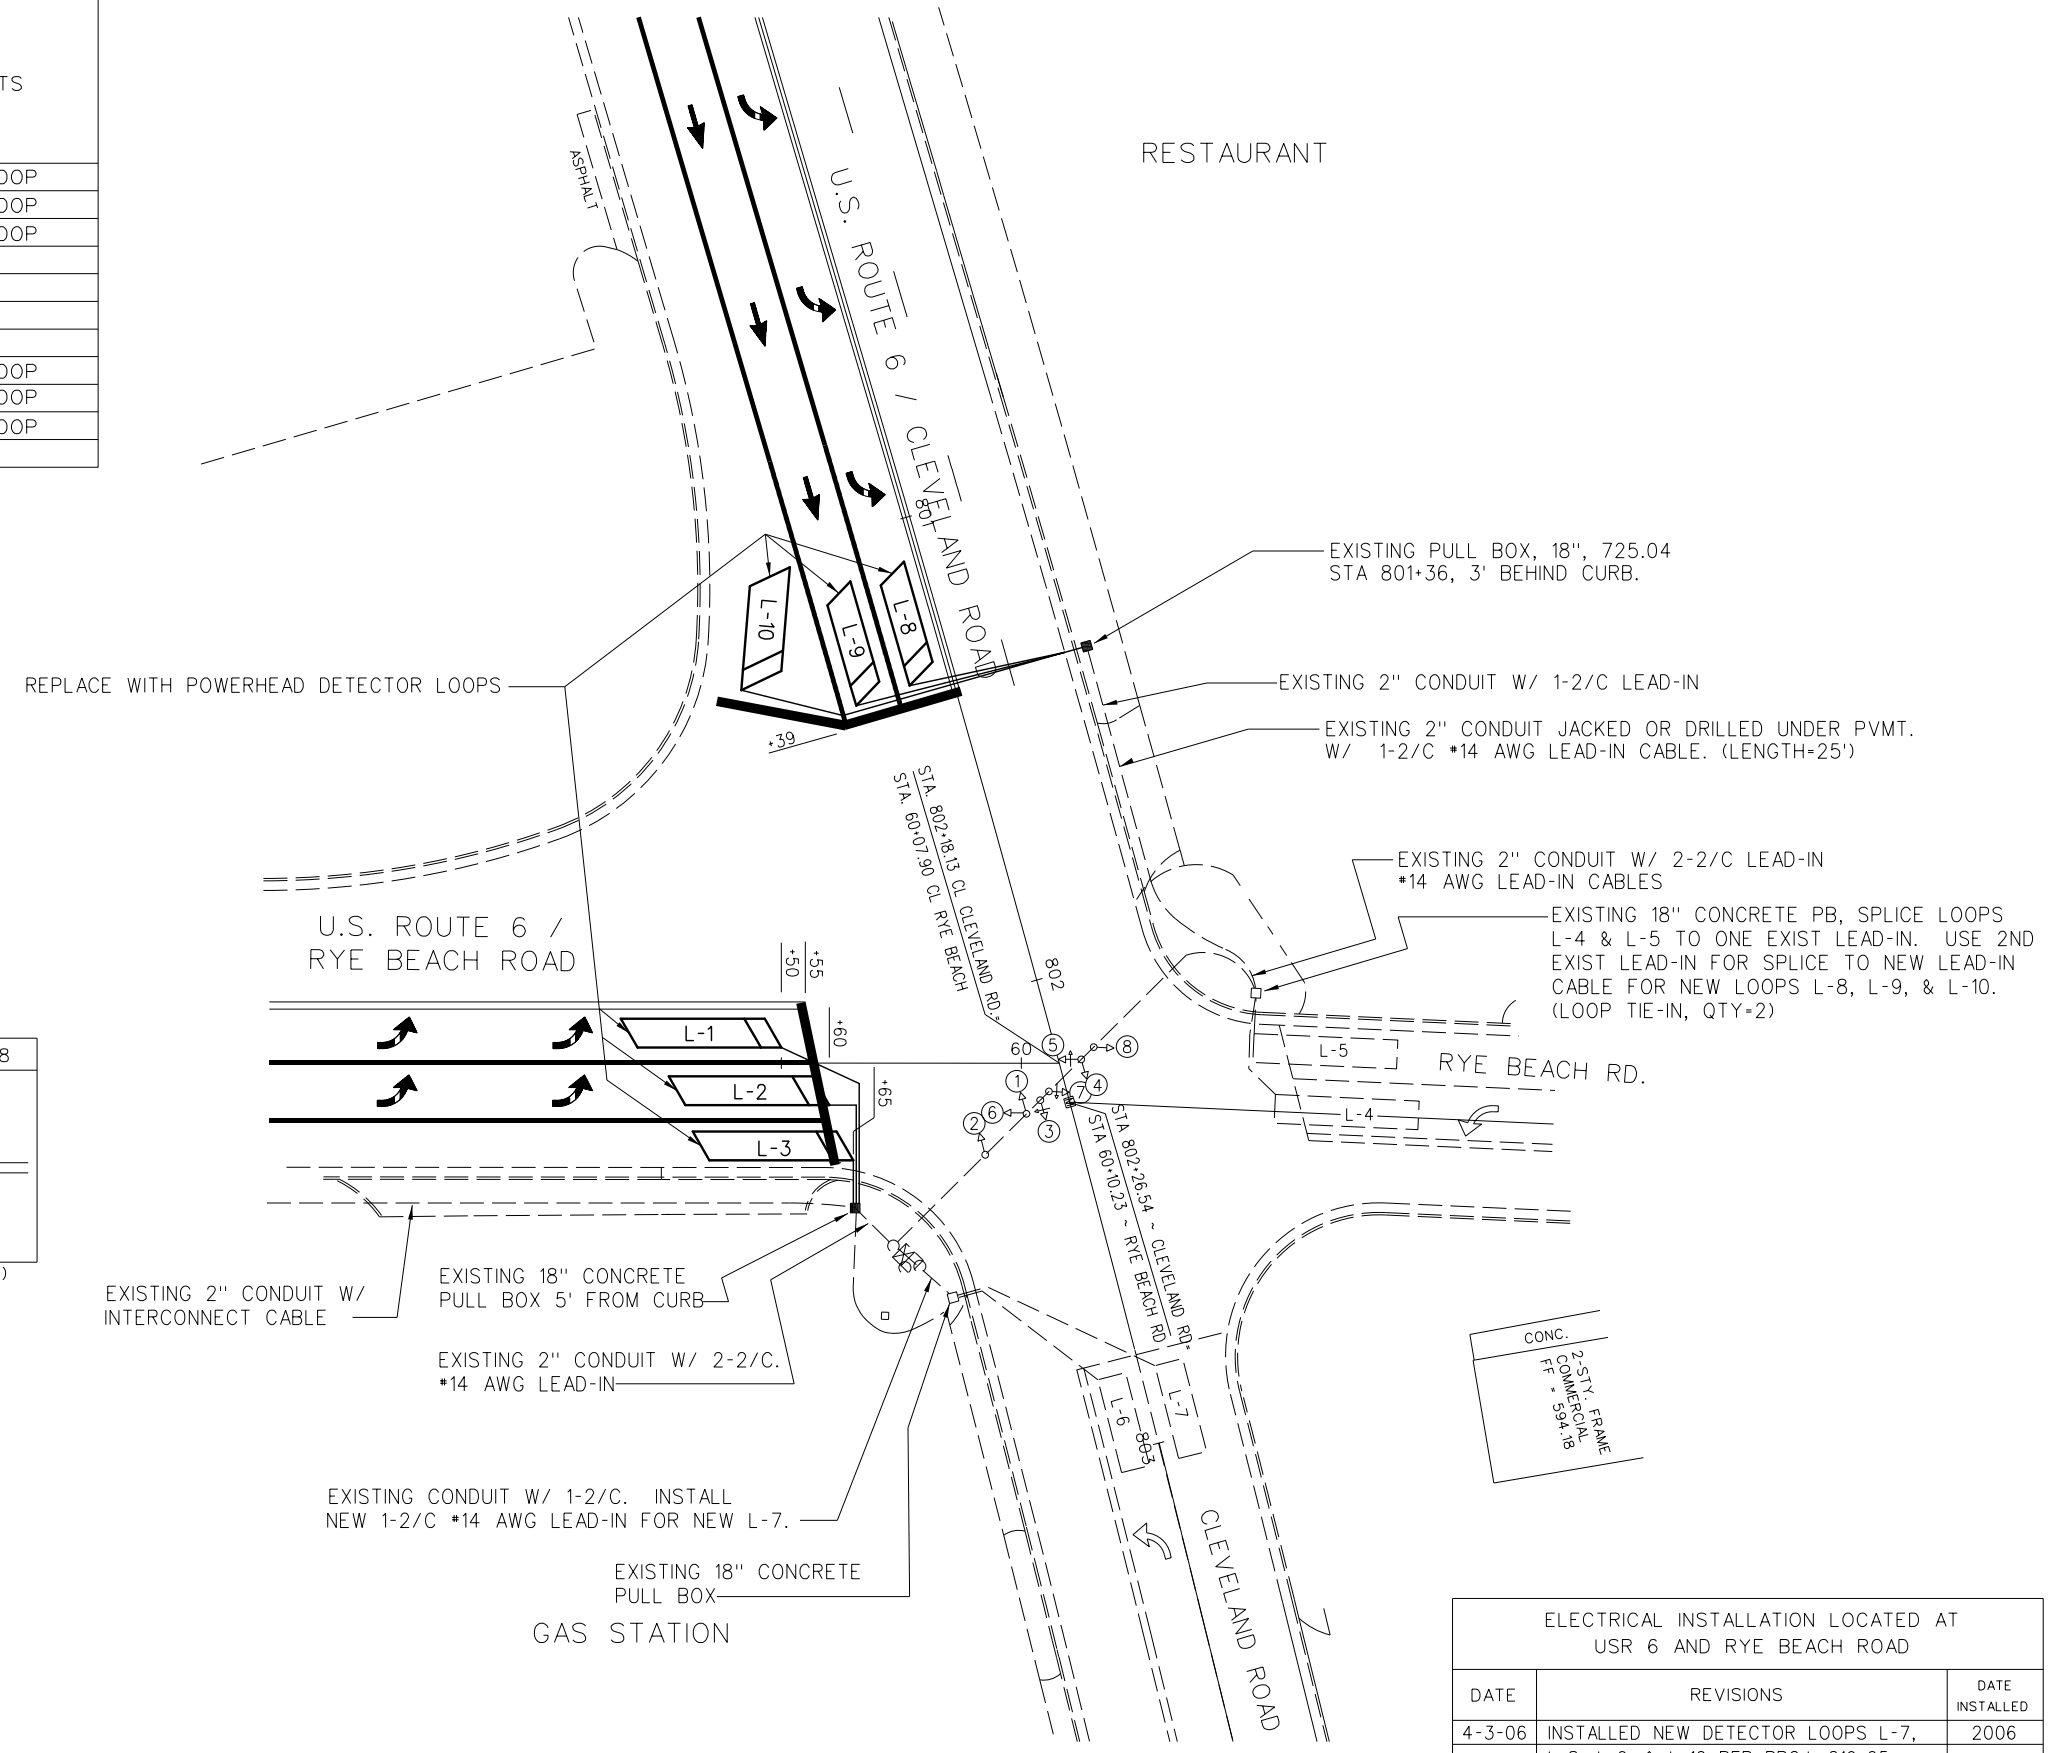 TS
OOP
OOP
OOP
OOP
OOP
OOP
8
)
RESTAURANT
ASPHALT
U.S. ROUTE 6 / CLEVELAND ROAD
801
EXISTING PULL BOX, 18", 725.04
STA 801+36, 3' BEHIND CURB.
L-10
L-9
L-8
REPLACE WITH POWERHEAD DETECTOR LOOPS
EXISTING 2" CONDUIT W/ 1-2/C LEAD-IN
+39
EXISTING 2" CONDUIT JACKED OR DRILLED UNDER PVMT.
W/ 1-2/C #14 AWG LEAD-IN CABLE. (LENGTH=25')
STA. 802+18.13 CL CLEVELAND RD.=
STA. 60+07.90 CL RYE BEACH
EXISTING 2" CONDUIT W/ 2-2/C LEAD-IN
#14 AWG LEAD-IN CABLES
EXISTING 18" CONCRETE PB, SPLICE LOOPS
L-4 & L-5 TO ONE EXIST LEAD-IN. USE 2ND
EXIST LEAD-IN FOR SPLICE TO NEW LEAD-IN
CABLE FOR NEW LOOPS L-8, L-9, & L-10.
(LOOP TIE-IN, QTY=2)
U.S. ROUTE 6 /
RYE BEACH ROAD
+50
+55
+60
+65
802
60
L-1
L-2
L-3
5
8
1
4
7
6
2
3
L-5
L-4
RYE BEACH RD.
STA 802+26.54 ~ CLEVELAND RD=
STA 60+10.23 ~ RYE BEACH RD
EXISTING 2" CONDUIT W/
INTERCONNECT CABLE
EXISTING 18" CONCRETE
PULL BOX 5' FROM CURB
EXISTING 2" CONDUIT W/ 2-2/C.
#14 AWG LEAD-IN
CONC.
2-STY. FRAME
COMMERCIAL
FF = 594.18
L-6
L-7
803
EXISTING CONDUIT W/ 1-2/C. INSTALL
NEW 1-2/C #14 AWG LEAD-IN FOR NEW L-7.
EXISTING 18" CONCRETE
PULL BOX
GAS STATION
CLEVELAND ROAD
ELECTRICAL INSTALLATION LOCATED AT
USR 6 AND RYE BEACH ROAD
DATE
REVISIONS
DATE
INSTALLED
4-3-06
INSTALLED NEW DETECTOR LOOPS L-7,
2006